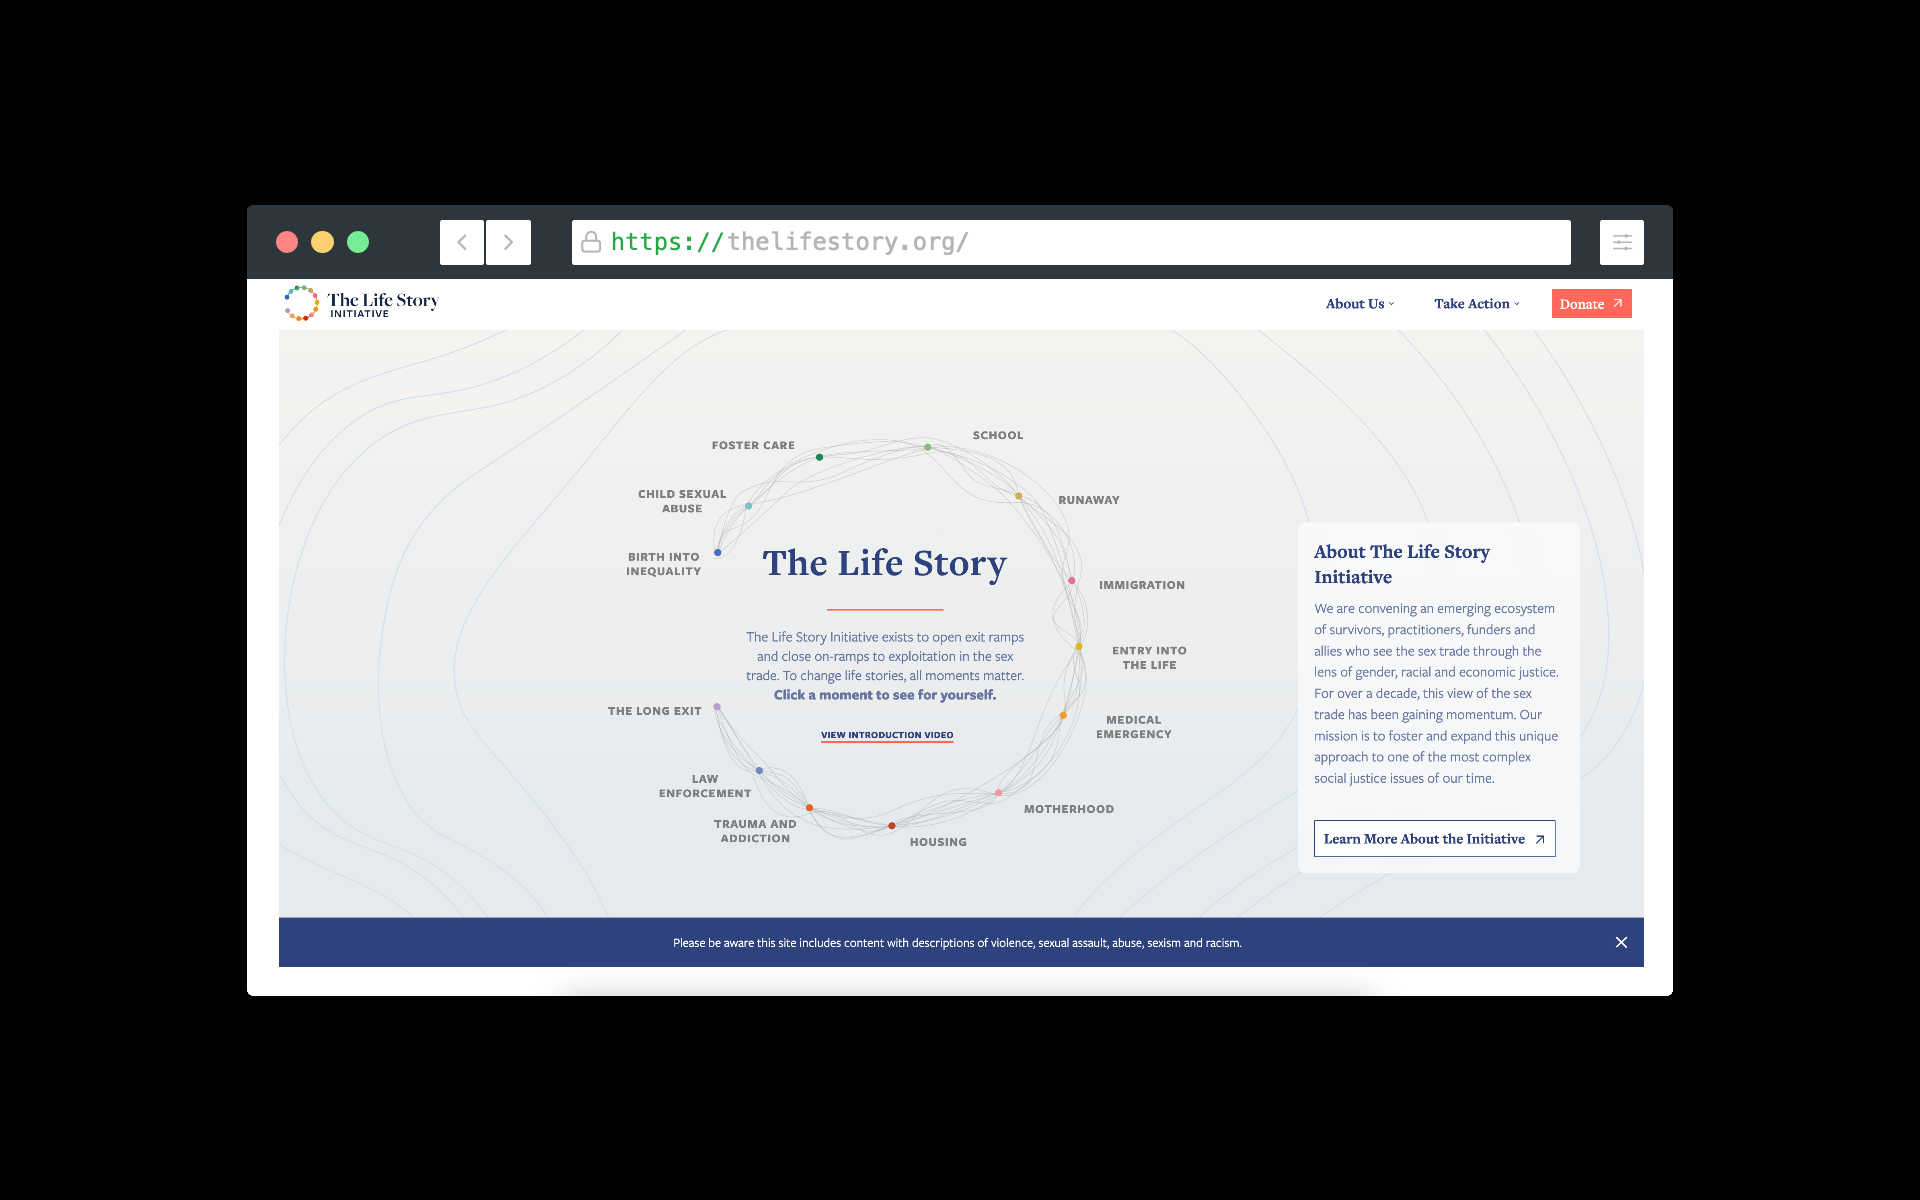 https://thelifestory.org/
The Life Story
INITIATIVE
About Us
Take Action
Donate
SCHOOL
FOSTER CARE
CHILD SEXUAL
ABUSE
RUNAWAY
BIRTH INTO
INEQUALITY
The Life Story
IMMIGRATION
The Life Story Initiative exists to open exit ramps
and close on-ramps to exploitation in the sex
trade. To change life stories, all moments matter.
Click a moment to see for yourself.
VIEW INTRODUCTION VIDEO
ENTRY INTO
THE LIFE
THE LONG EXIT
MEDICAL
EMERGENCY
LAW
ENFORCEMENT
MOTHERHOOD
TRAUMA AND
ADDICTION
HOUSING
About The Life Story
Initiative
We are convening an emerging ecosystem
of survivors, practitioners, funders and
allies who see the sex trade through the
lens of gender, racial and economic justice.
For over a decade, this view of the sex
trade has been gaining momentum. Our
mission is to foster and expand this unique
approach to one of the most complex
social justice issues of our time.
Learn More About the Initiative
Please be aware this site includes content with descriptions of violence, sexual assault, abuse, sexism and racism.